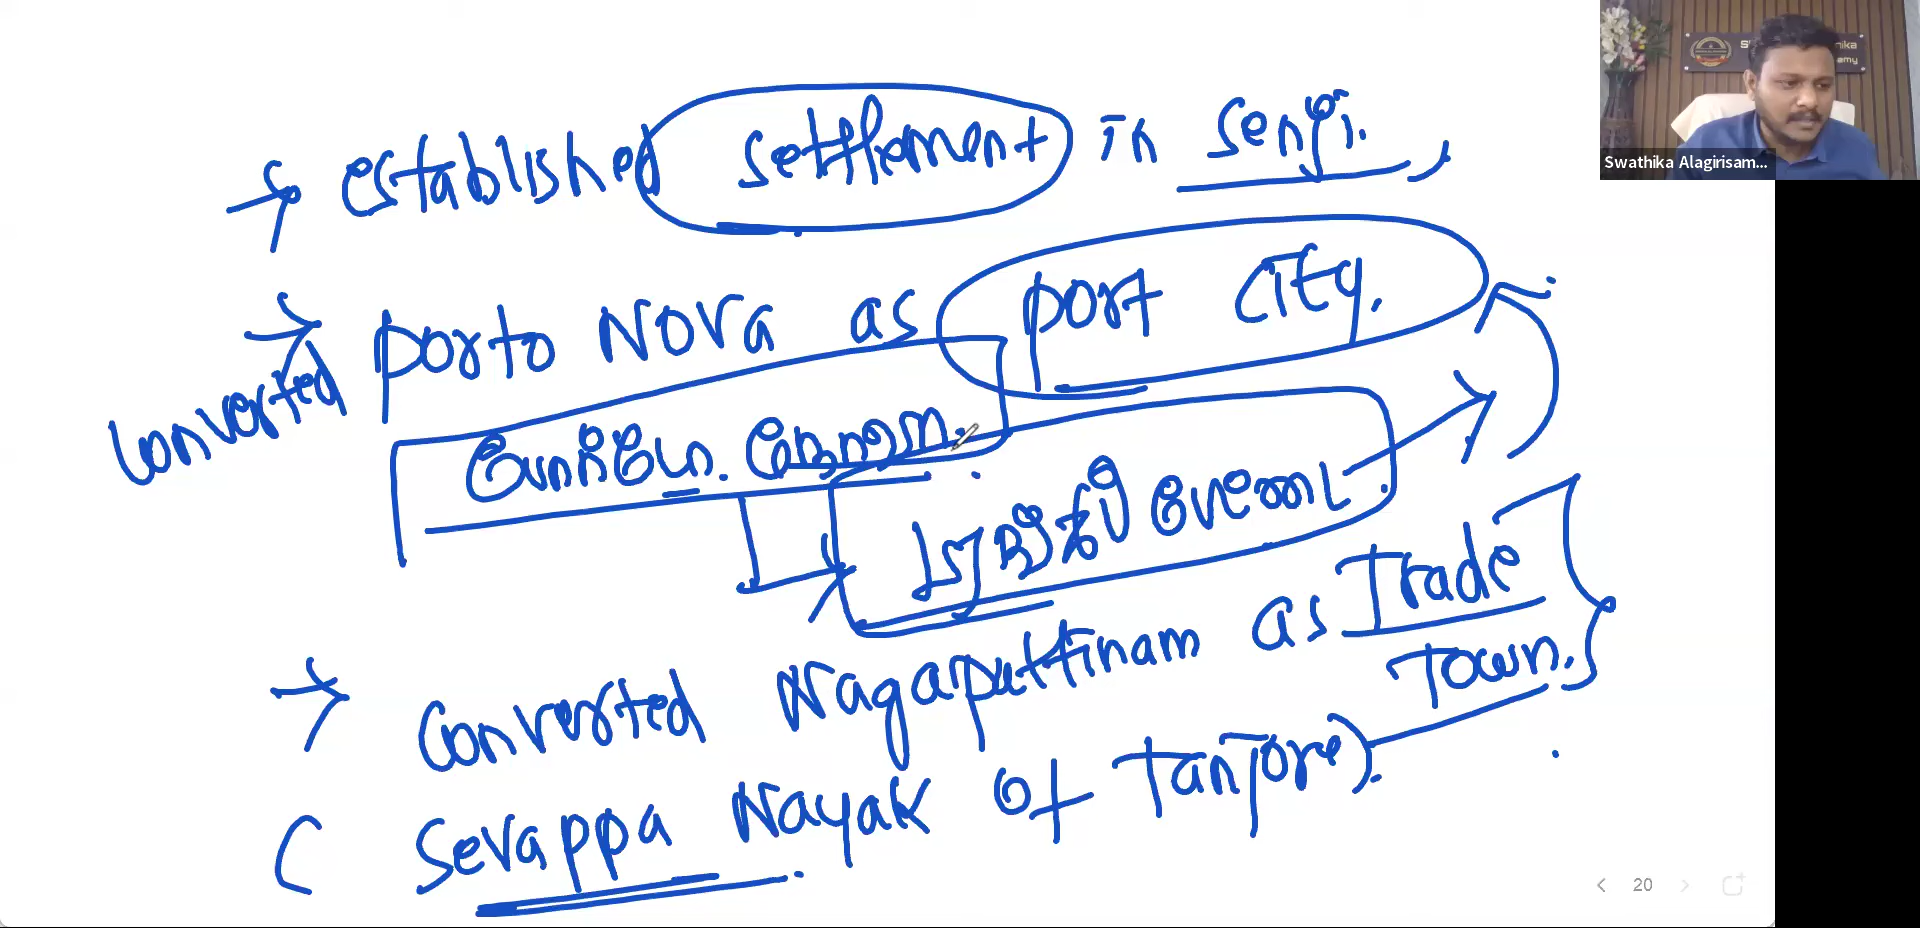 → established settlement in senji.
→ porto Nova as port city.
converted
போர்டோ நோவா.
பரங்கிப் பேட்டை
→ converted Nagapattinam as Trade
Town.
( Sevappa Nayak of Tanjore).
Swathika Alagirisam...
20